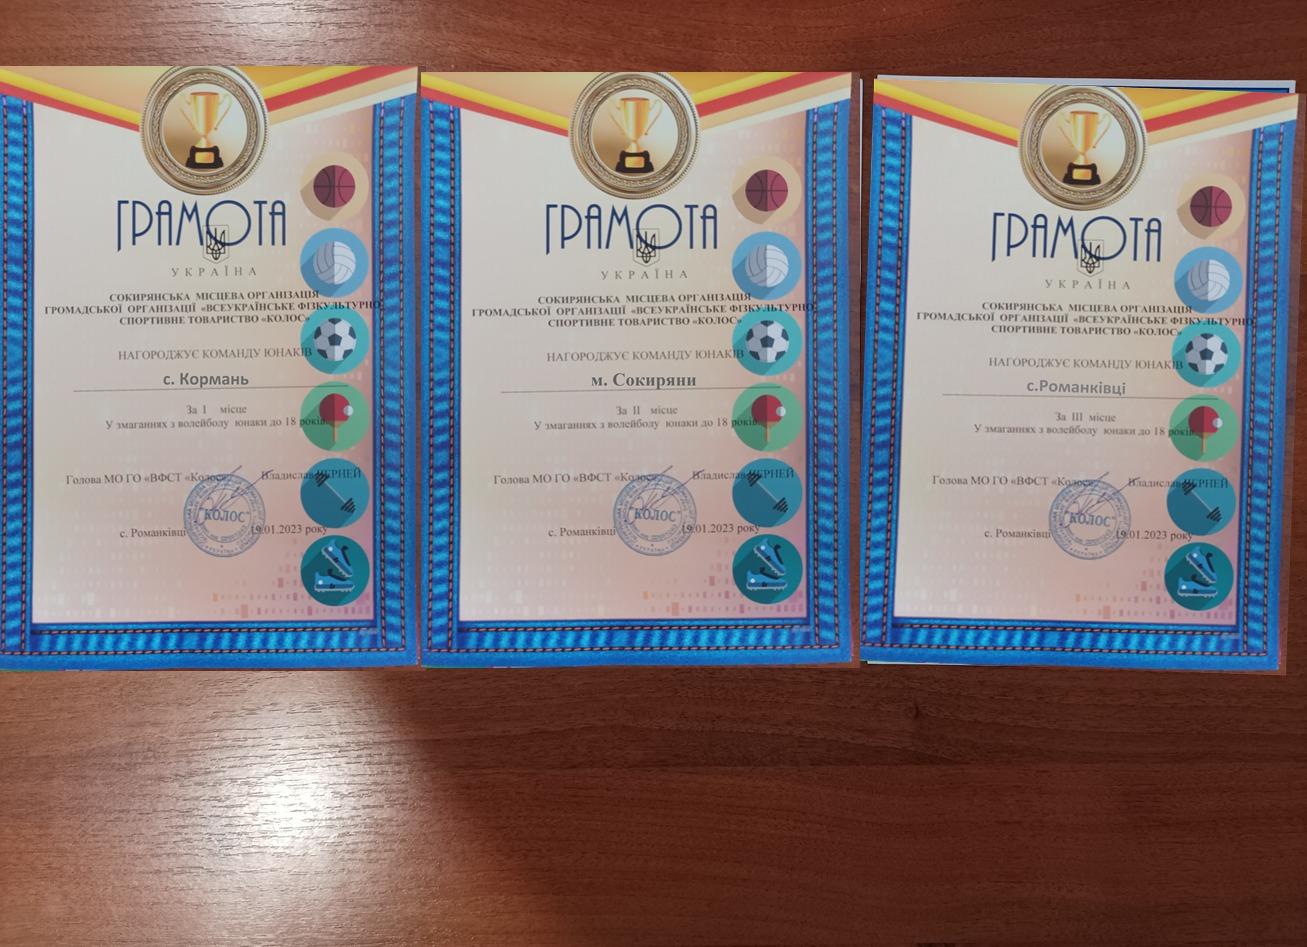 ГРАМОТА
УКРАЇНА
СОКИРЯНСЬКА МІСЦЕВА ОРГАНІЗАЦІЯ
ГРОМАДСЬКОЇ ОРГАНІЗАЦІЇ «ВСЕУКРАЇНСЬКЕ ФІЗКУЛЬТУРНО
СПОРТИВНЕ ТОВАРИСТВО «КОЛОС»
НАГОРОДЖУЄ КОМАНДУ ЮНАКІВ
с. Кормань
За I місце
У змаганнях з волейболу юнаки до 18 років
Голова МО ГО «ВФСТ «Колос» Владислав ЧЕРНЕЙ
"КОЛОС"
с. Романківці 19.01.2023 року
ГРАМОТА
УКРАЇНА
СОКИРЯНСЬКА МІСЦЕВА ОРГАНІЗАЦІЯ
ГРОМАДСЬКОЇ ОРГАНІЗАЦІЇ «ВСЕУКРАЇНСЬКЕ ФІЗКУЛЬТУРНО
СПОРТИВНЕ ТОВАРИСТВО «КОЛОС»
НАГОРОДЖУЄ КОМАНДУ ЮНАКІВ
м. Сокиряни
За II місце
У змаганнях з волейболу юнаки до 18 років
Голова МО ГО «ВФСТ «Колос» Владислав ЧЕРНЕЙ
"КОЛОС"
с. Романківці 19.01.2023 року
ГРАМОТА
УКРАЇНА
СОКИРЯНСЬКА МІСЦЕВА ОРГАНІЗАЦІЯ
ГРОМАДСЬКОЇ ОРГАНІЗАЦІЇ «ВСЕУКРАЇНСЬКЕ ФІЗКУЛЬТУРНО
СПОРТИВНЕ ТОВАРИСТВО «КОЛОС»
НАГОРОДЖУЄ КОМАНДУ ЮНАКІВ
с.Романківці
За III місце
У змаганнях з волейболу юнаки до 18 років
Голова МО ГО «ВФСТ «Колос» Владислав ЧЕРНЕЙ
"КОЛОС"
с. Романківці 19.01.2023 року